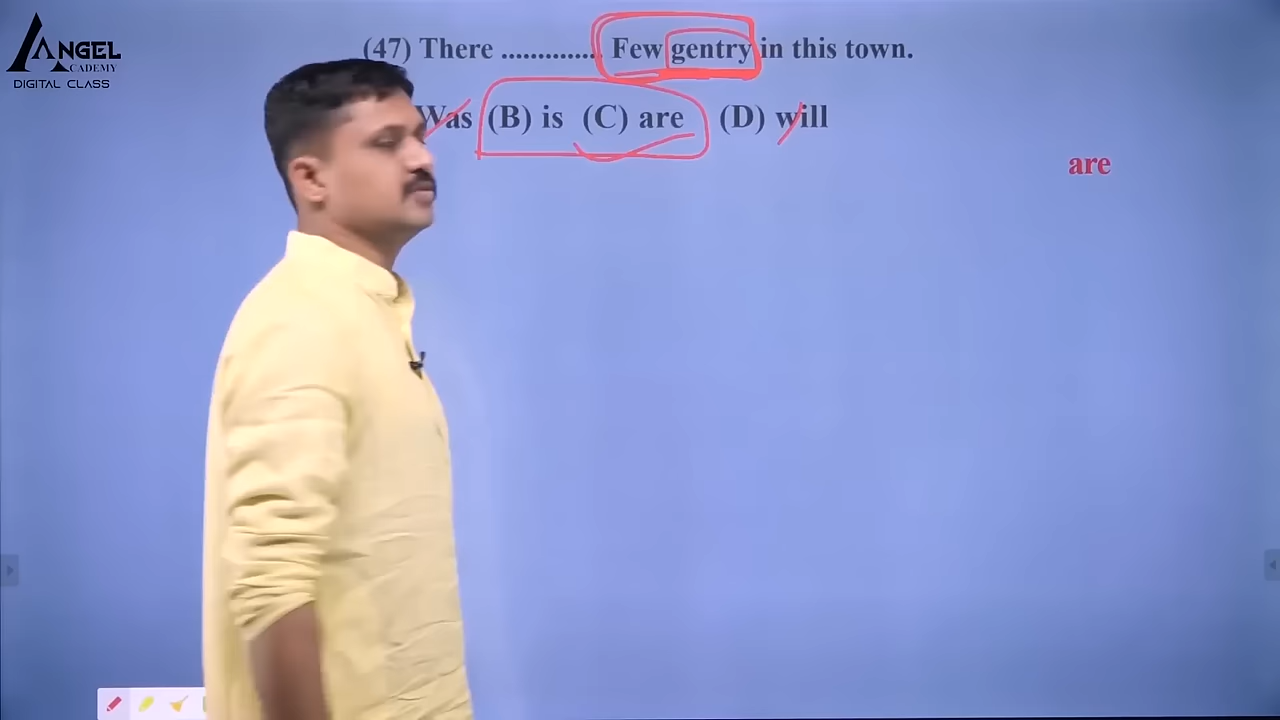 ANGEL
ACADEMY
DIGITAL CLASS
(47) There .............. Few gentry in this town.
Was (B) is (C) are (D) will
are